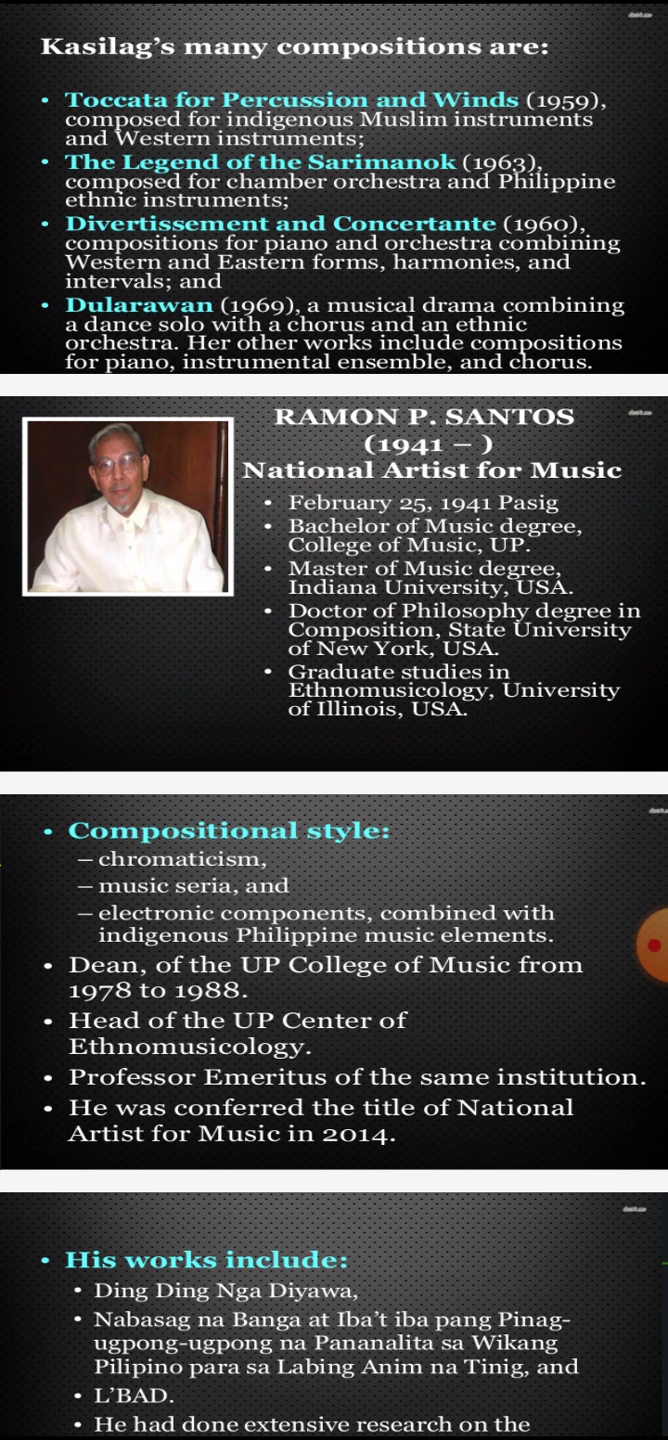 Kasilag's many compositions are:
• Toccata for Percussion and Winds (1959),
composed for indigenous Muslim instruments
and Western instruments;
• The Legend of the Sarimanok (1963),
composed for chamber orchestra and Philippine
ethnic instruments;
• Divertissement and Concertante (1960),
compositions for piano and orchestra combining
Western and Eastern forms, harmonies, and
intervals; and
• Dularawan (1969), a musical drama combining
a dance solo with a chorus and an ethnic
orchestra. Her other works include compositions
for piano, instrumental ensemble, and chorus.
RAMON P. SANTOS
(1941 – )
National Artist for Music
• February 25, 1941 Pasig
• Bachelor of Music degree,
College of Music, UP.
• Master of Music degree,
Indiana University, USA.
• Doctor of Philosophy degree in
Composition, State University
of New York, USA.
• Graduate studies in
Ethnomusicology, University
of Illinois, USA.
• Compositional style:
– chromaticism,
– music seria, and
– electronic components, combined with
indigenous Philippine music elements.
• Dean, of the UP College of Music from
1978 to 1988.
• Head of the UP Center of
Ethnomusicology.
• Professor Emeritus of the same institution.
• He was conferred the title of National
Artist for Music in 2014.
• His works include:
• Ding Ding Nga Diyawa,
• Nabasag na Banga at Iba't iba pang Pinag-
ugpong-ugpong na Pananalita sa Wikang
Pilipino para sa Labing Anim na Tinig, and
• L'BAD.
• He had done extensive research on the